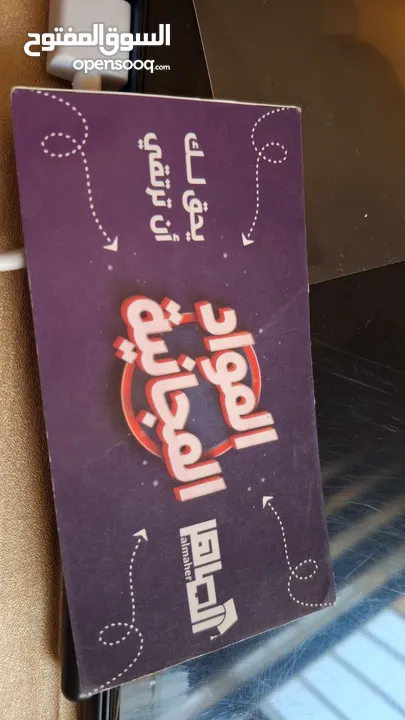 السوق المفتوح
opensooq.com
يحق لك
أن ترتقي
المواد
المجانية
الماهر
almaher